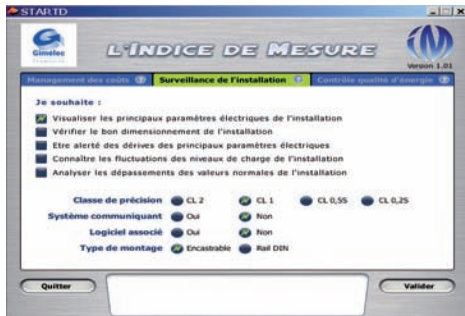 STARTD
Gimelec
L'INDICE DE MESURE
Version 1.01
Management des coûts
Surveillance de l'installation
Contrôle qualité d'énergie
Je souhaite :
Visualiser les principaux paramètres électriques de l'installation
Vérifier le bon dimensionnement de l'installation
Etre alerté des dérives des principaux paramètres électriques
Connaître les fluctuations des niveaux de charge de l'installation
Analyser les dépassements des valeurs normales de l'installation
Classe de précision CL 2 CL 1 CL 0,5S CL 0,2S
Système communiquant Oui Non
Logiciel associé Oui Non
Type de montage Encastrable Rail DIN
Quitter
Valider